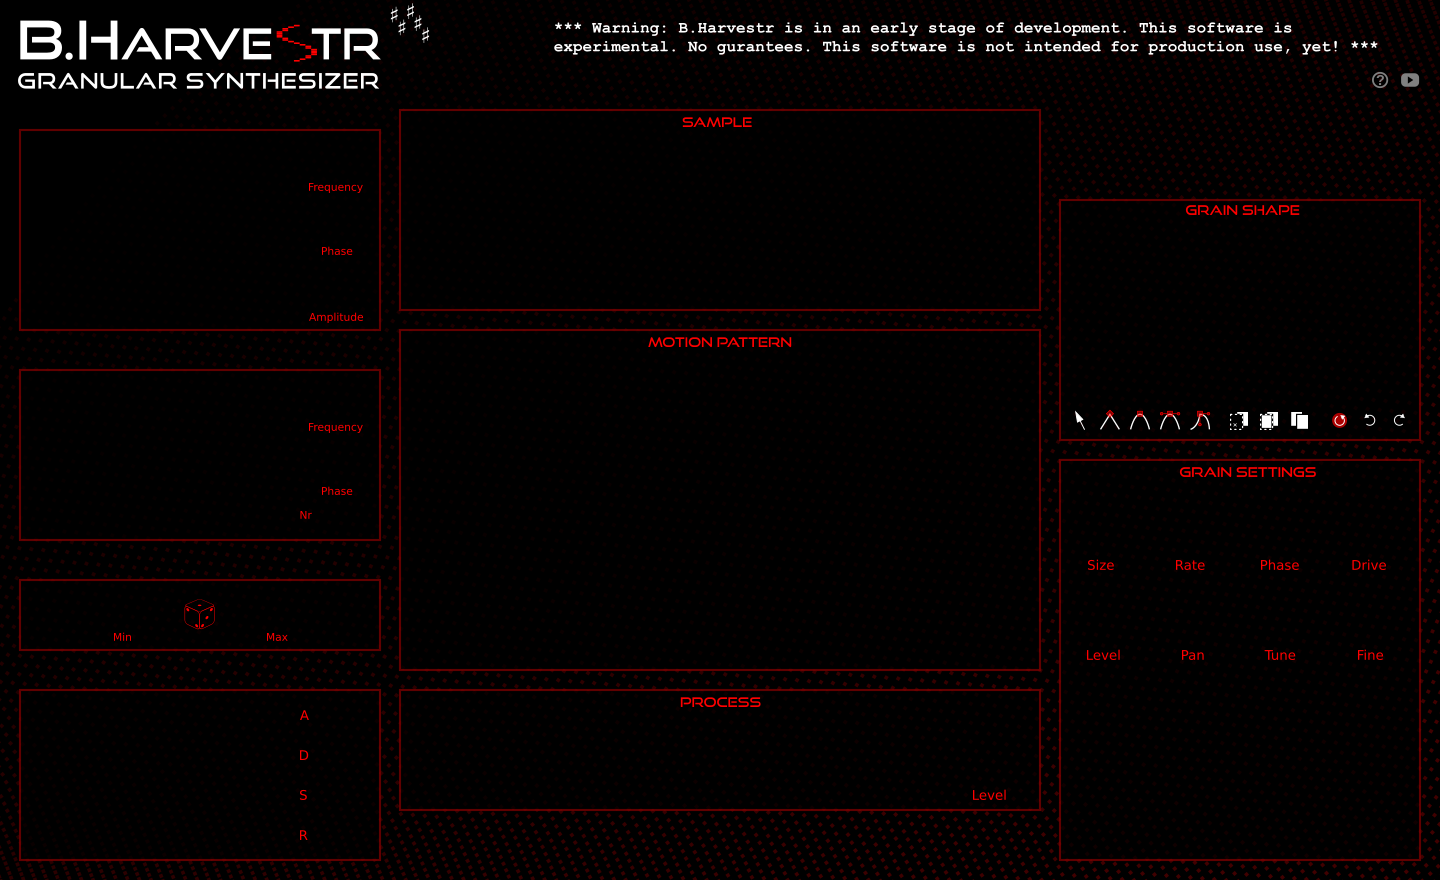 B.HARVESTR
GRANULAR SYNTHESIZER
*** Warning: B.Harvestr is in an early stage of development. This software is
experimental. No gurantees. This software is not intended for production use, yet! ***
Frequency
Phase
Amplitude
Frequency
Phase
Nr
Min
Max
A
D
S
R
SAMPLE
MOTION PATTERN
PROCESS
Level
GRAIN SHAPE
GRAIN SETTINGS
Size Rate Phase Drive
Level Pan Tune Fine